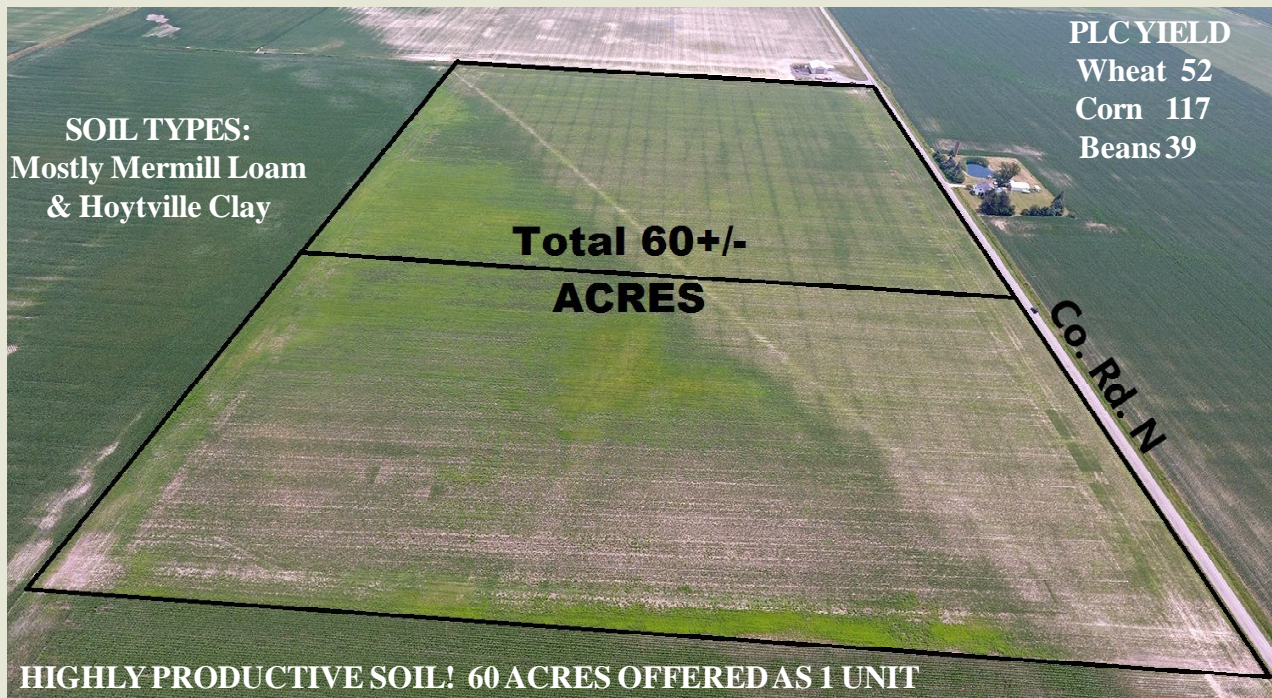 SOIL TYPES:
Mostly Mermill Loam
& Hoytville Clay
PLC YIELD
Wheat 52
Corn 117
Beans 39
Total 60+/-
ACRES
Co. Rd. N
HIGHLY PRODUCTIVE SOIL! 60 ACRES OFFERED AS 1 UNIT